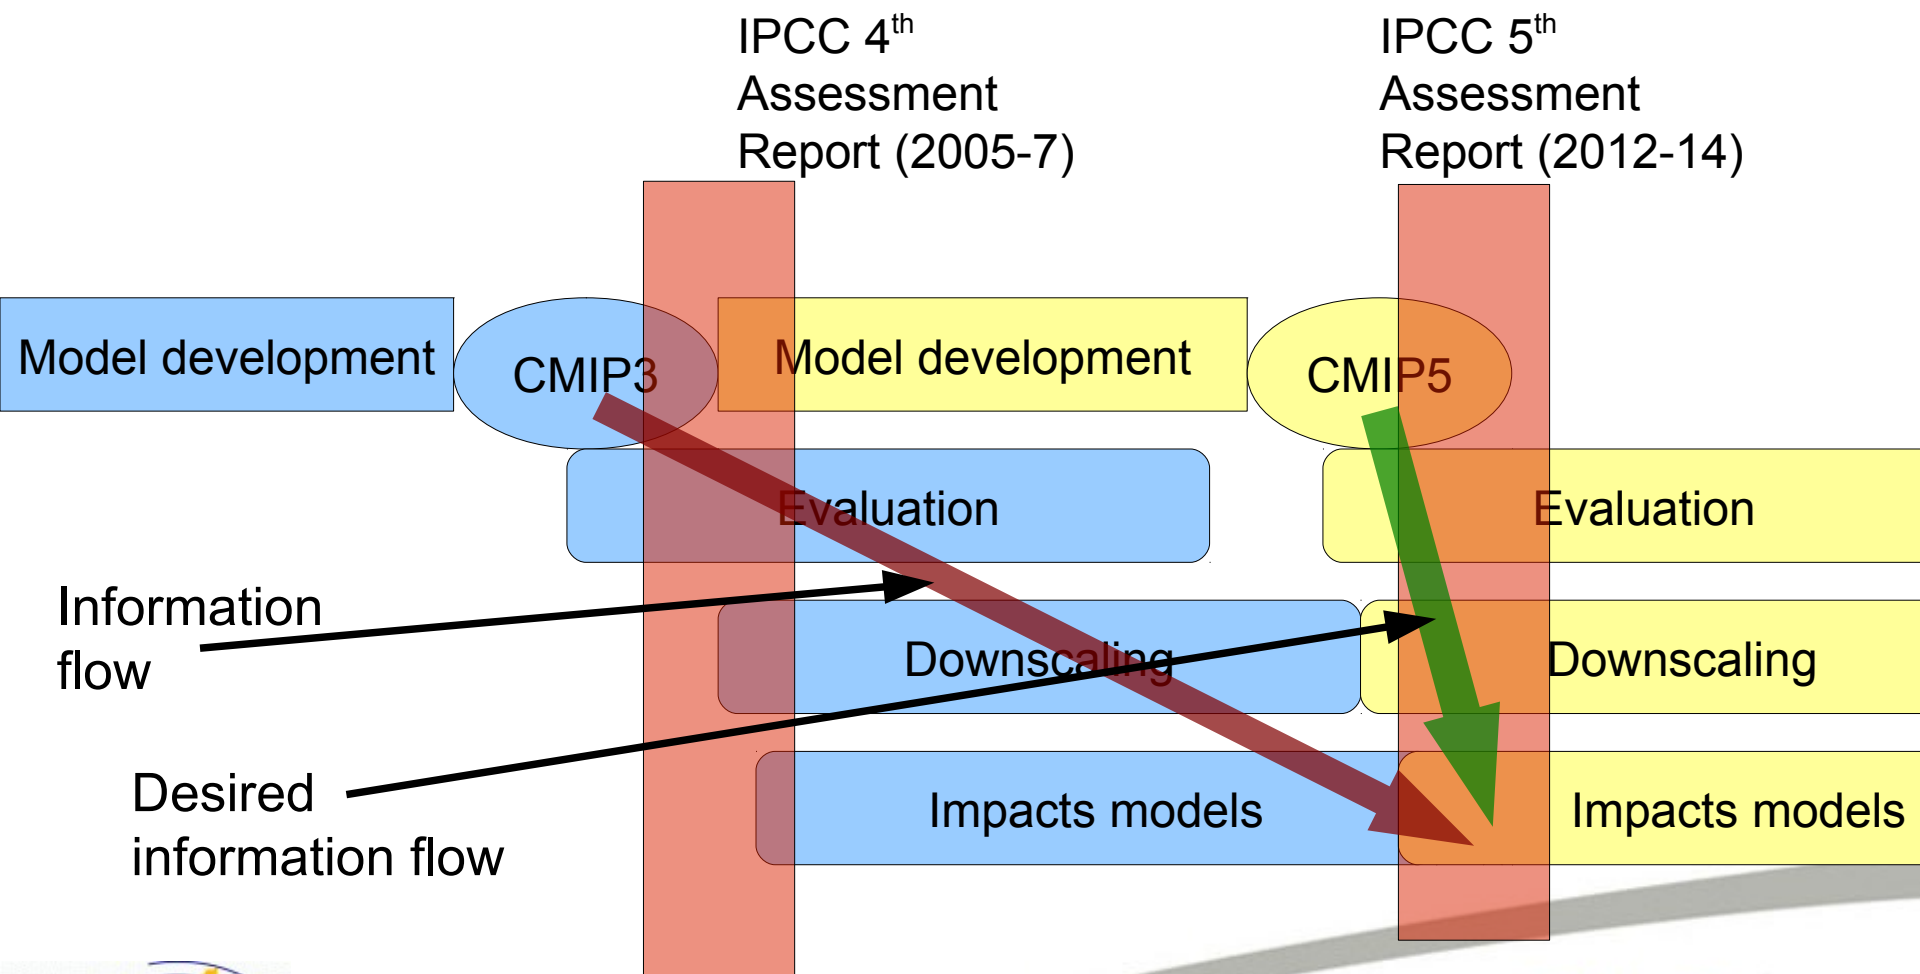 IPCC 4th
Assessment
Report (2005-7)
IPCC 5th
Assessment
Report (2012-14)
Model development
CMIP3
Model development
CMIP5
Evaluation
Evaluation
Information
flow
Downscaling
Downscaling
Desired
information flow
Impacts models
Impacts models